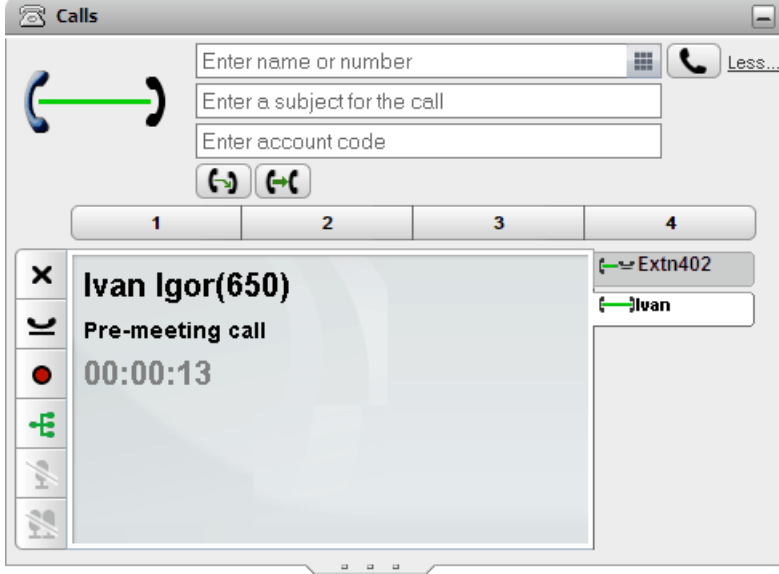 Calls
Enter name or number
Less...
Enter a subject for the call
Enter account code
1 2 3 4
Ivan Igor(650)
Pre-meeting call
00:00:13
Extn402
Ivan